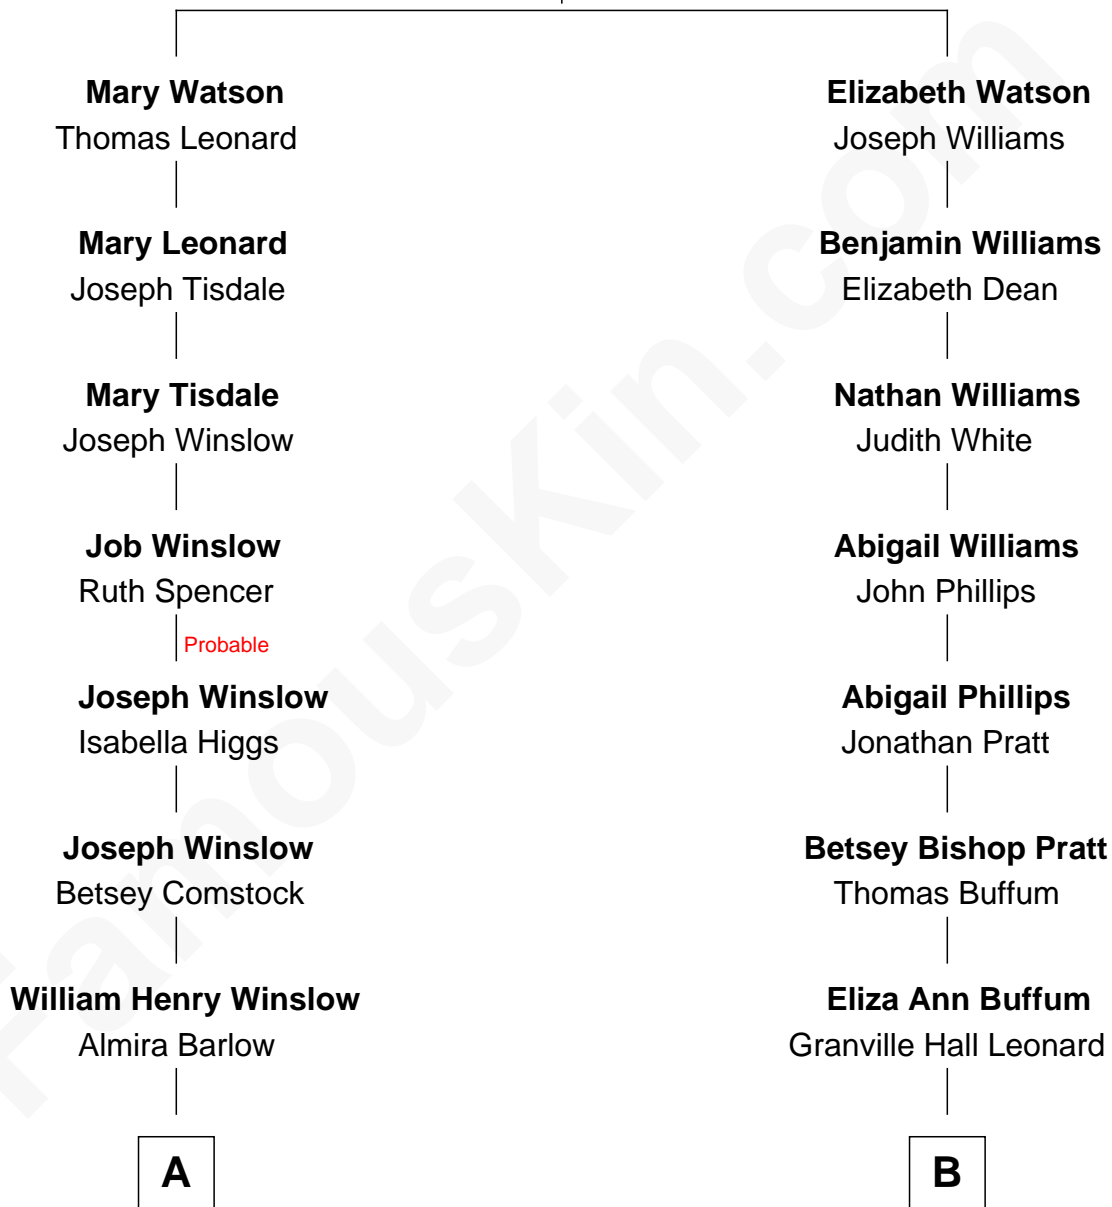 Mary Watson
Thomas Leonard
Mary Leonard
Joseph Tisdale
Mary Tisdale
Joseph Winslow
Job Winslow
Ruth Spencer
Probable
Joseph Winslow
Isabella Higgs
Joseph Winslow
Betsey Comstock
William Henry Winslow
Almira Barlow
A
Elizabeth Watson
Joseph Williams
Benjamin Williams
Elizabeth Dean
Nathan Williams
Judith White
Abigail Williams
John Phillips
Abigail Phillips
Jonathan Pratt
Betsey Bishop Pratt
Thomas Buffum
Eliza Ann Buffum
Granville Hall Leonard
B
FamousKin.com